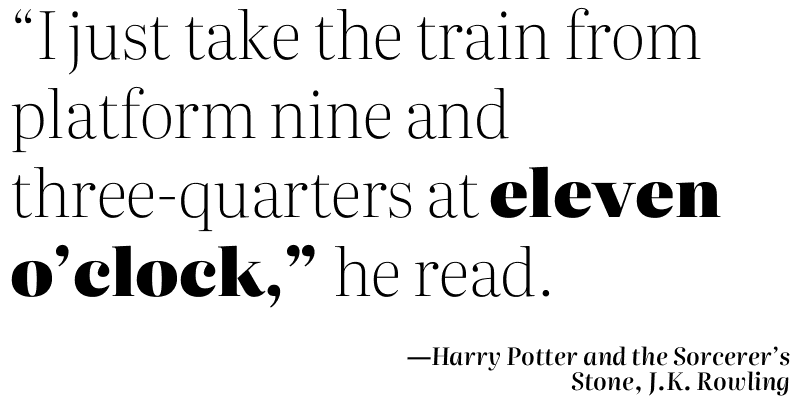 “I just take the train from
platform nine and
three-quarters at eleven
o’clock,” he read.
—Harry Potter and the Sorcerer’s
Stone, J.K. Rowling